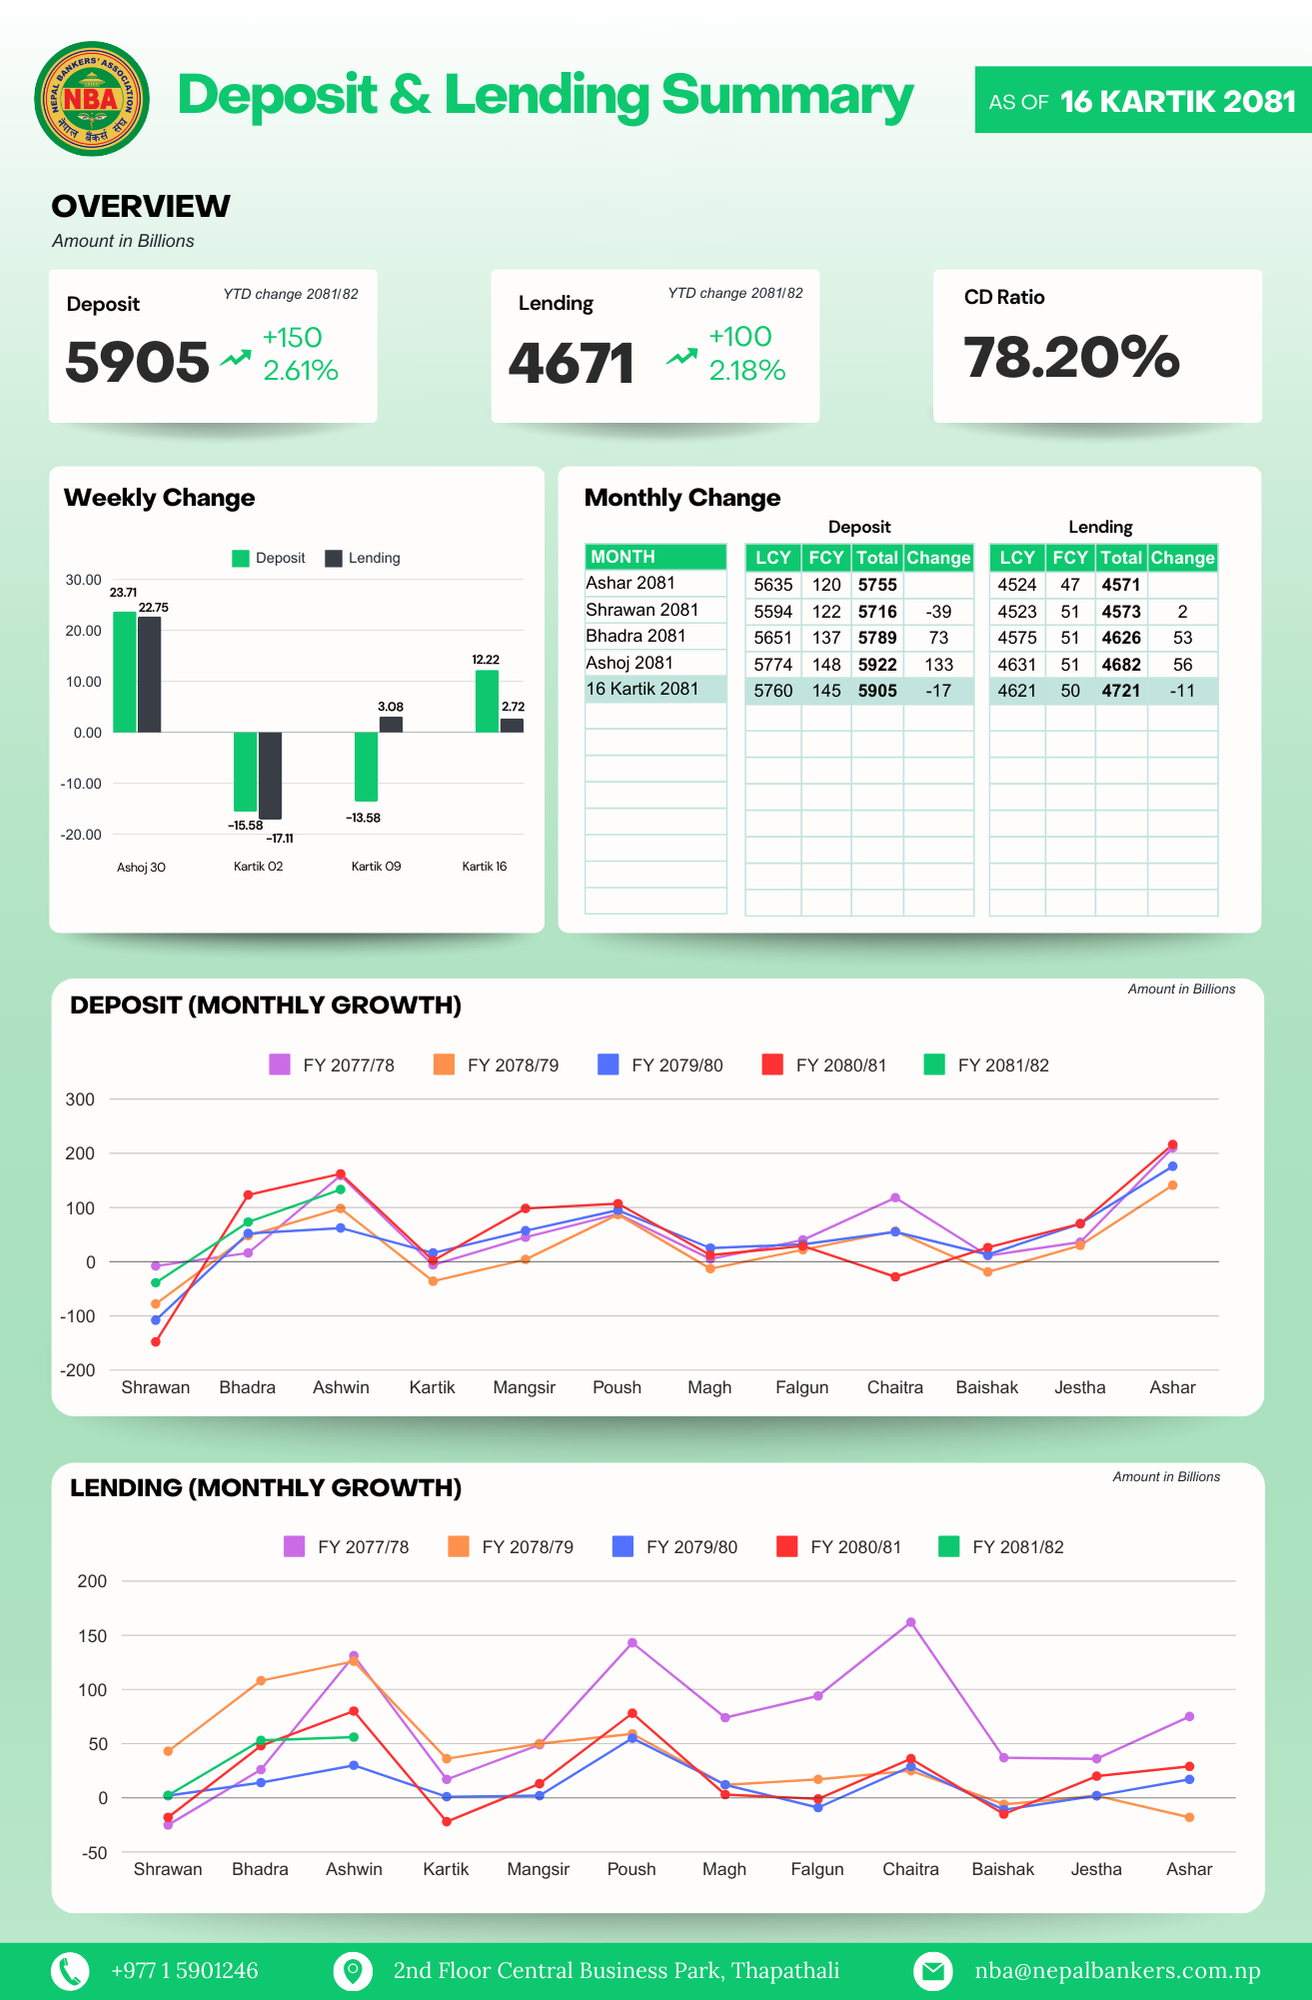 NEPAL BANKERS' ASSOCIATION
NBA
नेपाल बैंकर्स संघ
Deposit & Lending Summary
AS OF 16 KARTIK 2081
OVERVIEW
Amount in Billions
Deposit
YTD change 2081/82
5905
+150
2.61%
Lending
YTD change 2081/82
4671
+100
2.18%
CD Ratio
78.20%
Weekly Change
Deposit Lending
30.00
20.00
10.00
0.00
-10.00
-20.00
23.71
22.75
-15.58
-17.11
-13.58
3.08
12.22
2.72
Ashoj 30 Kartik 02 Kartik 09 Kartik 16
Monthly Change
Deposit Lending
MONTH LCY FCY Total Change LCY FCY Total Change
Ashar 2081 5635 120 5755 4524 47 4571
Shrawan 2081 5594 122 5716 -39 4523 51 4573 2
Bhadra 2081 5651 137 5789 73 4575 51 4626 53
Ashoj 2081 5774 148 5922 133 4631 51 4682 56
16 Kartik 2081 5760 145 5905 -17 4621 50 4721 -11
DEPOSIT (MONTHLY GROWTH)
Amount in Billions
FY 2077/78 FY 2078/79 FY 2079/80 FY 2080/81 FY 2081/82
300
200
100
0
-100
-200
Shrawan Bhadra Ashwin Kartik Mangsir Poush Magh Falgun Chaitra Baishak Jestha Ashar
LENDING (MONTHLY GROWTH)
Amount in Billions
FY 2077/78 FY 2078/79 FY 2079/80 FY 2080/81 FY 2081/82
200
150
100
50
0
-50
Shrawan Bhadra Ashwin Kartik Mangsir Poush Magh Falgun Chaitra Baishak Jestha Ashar
+977 1 5901246 2nd Floor Central Business Park, Thapathali nba@nepalbankers.com.np